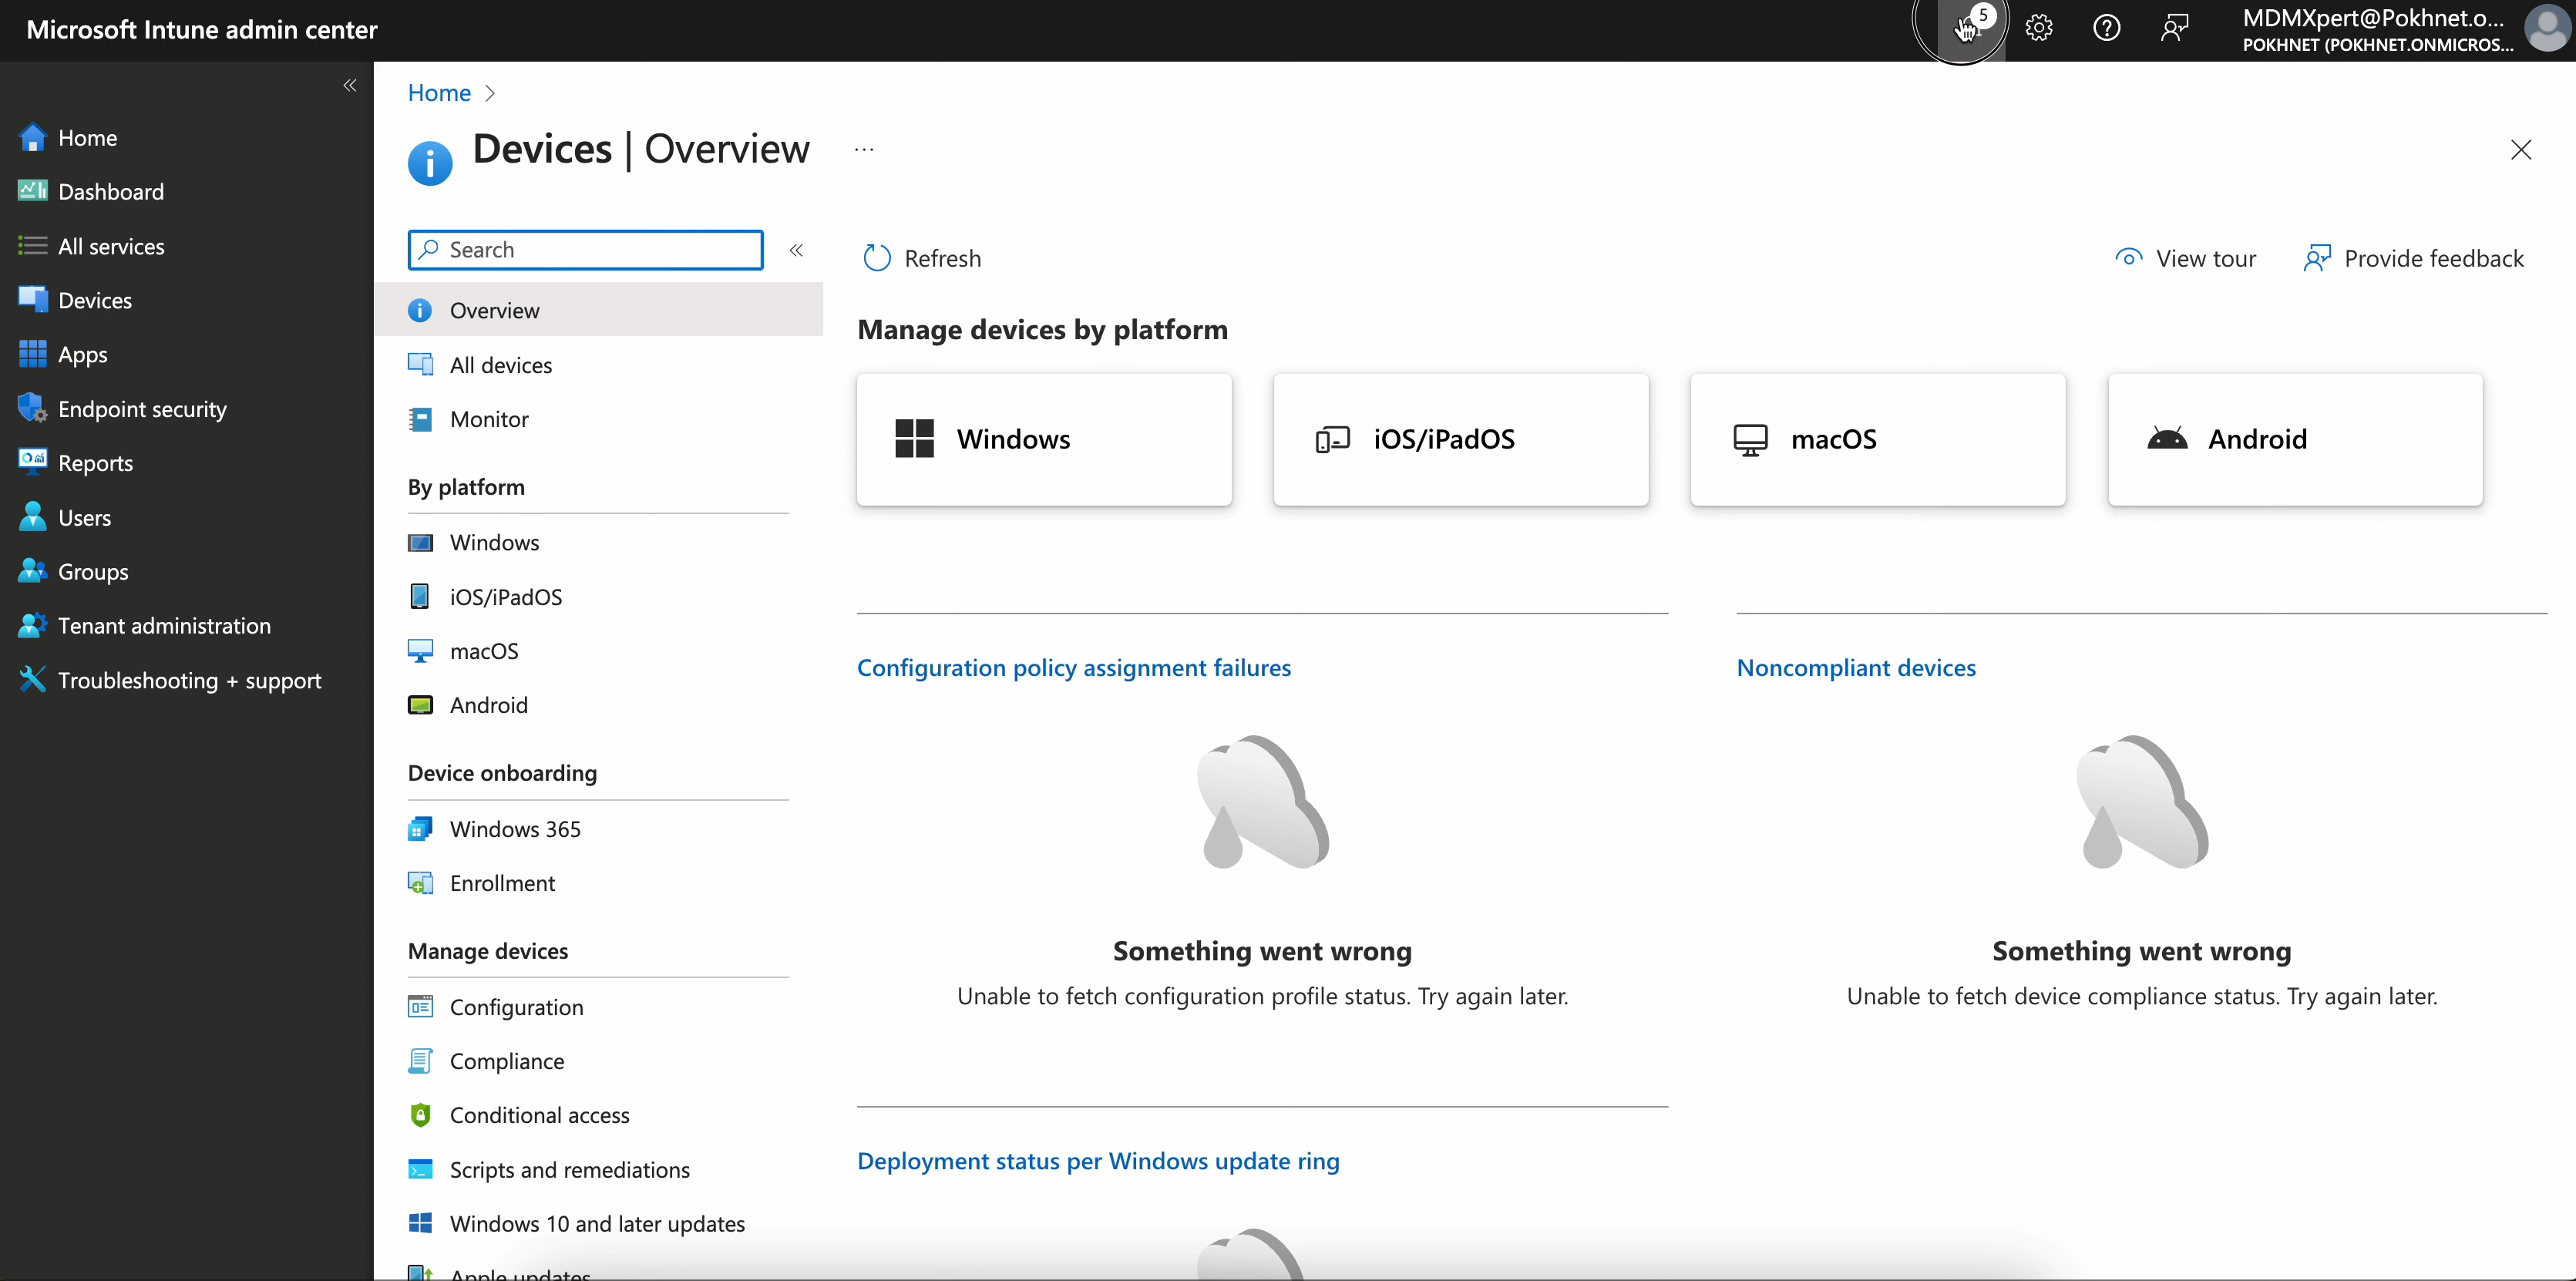 Microsoft Intune admin center
5
MDMXpert@Pokhnet.o...
POKHNET (POKHNET.ONMICROS...
Home
Dashboard
All services
Devices
Apps
Endpoint security
Reports
Users
Groups
Tenant administration
Troubleshooting + support
Home >
Devices | Overview ...
Search
Overview
All devices
Monitor
By platform
Windows
iOS/iPadOS
macOS
Android
Device onboarding
Windows 365
Enrollment
Manage devices
Configuration
Compliance
Conditional access
Scripts and remediations
Windows 10 and later updates
Apple updates
Refresh
View tour
Provide feedback
Manage devices by platform
Windows
iOS/iPadOS
macOS
Android
Configuration policy assignment failures
Something went wrong
Unable to fetch configuration profile status. Try again later.
Noncompliant devices
Something went wrong
Unable to fetch device compliance status. Try again later.
Deployment status per Windows update ring